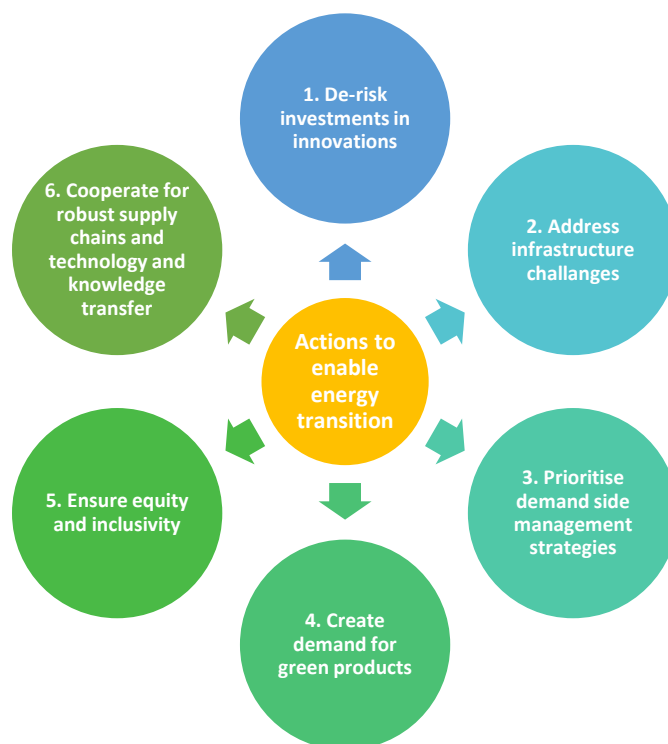 1. De-risk
investments in
innovations
6. Cooperate for
robust supply
chains and
technology and
knowledge
transfer
2. Address
infrastructure
challanges
Actions to
enable
energy
transition
5. Ensure equity
and inclusivity
3. Prioritise
demand side
management
strategies
4. Create
demand for
green products